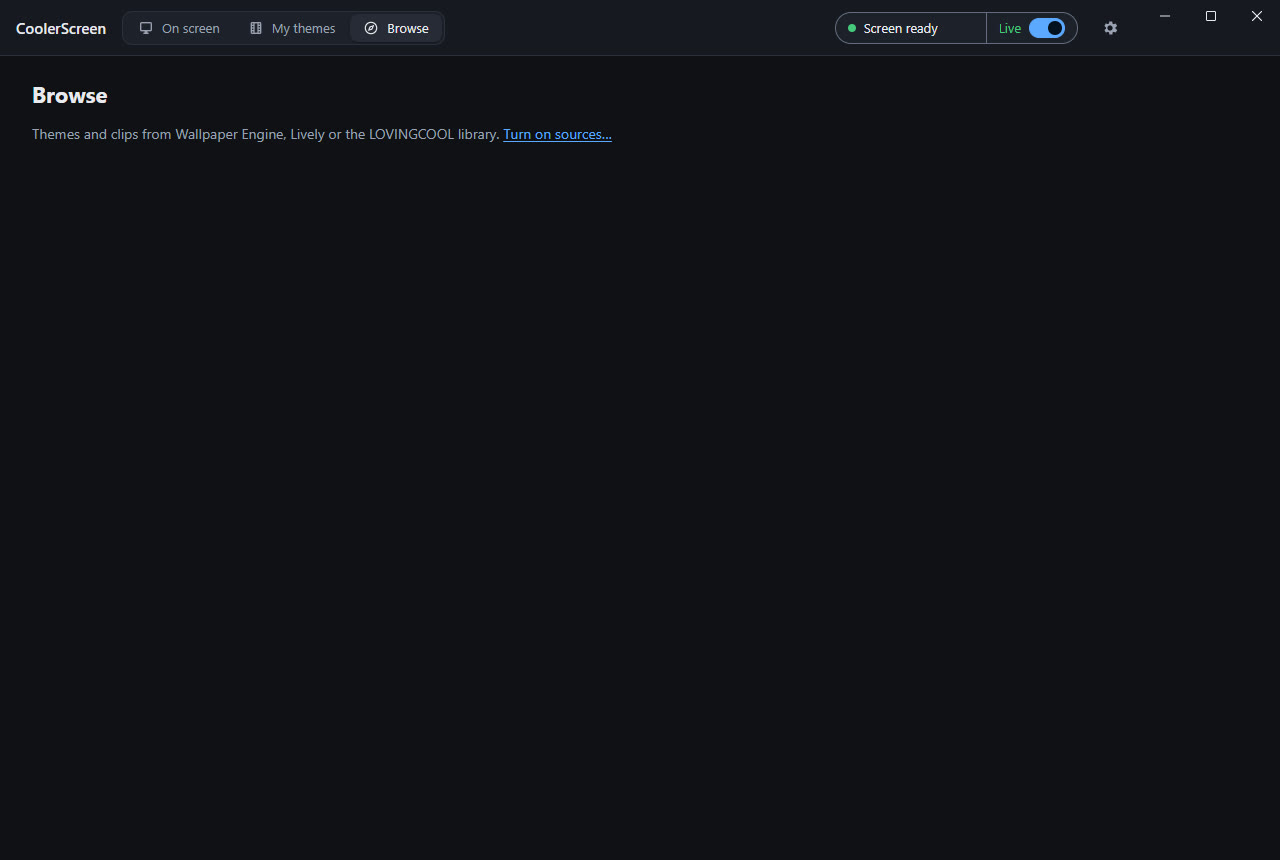 CoolerScreen
On screen
My themes
Browse
Screen ready
Live
Browse
Themes and clips from Wallpaper Engine, Lively or the LOVINGCOOL library. Turn on sources...